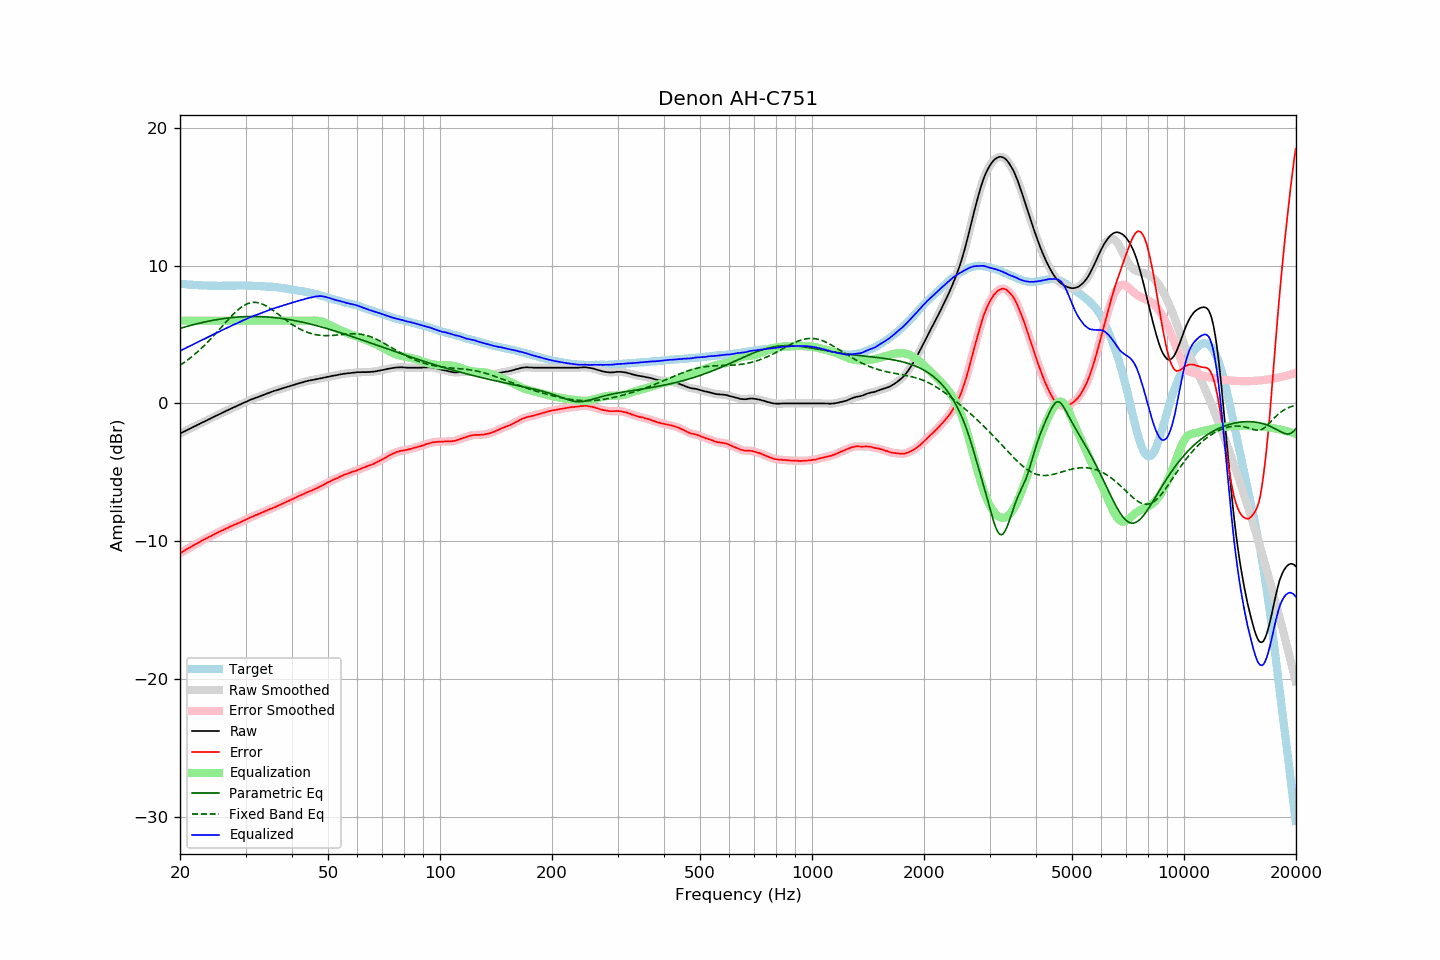 Denon AH-C751
Amplitude (dBr)
20
10
0
−10
−20
−30
Target
Raw Smoothed
Error Smoothed
Raw
Error
Equalization
Parametric Eq
Fixed Band Eq
Equalized
20 50 100 200 500 1000 2000 5000 10000 20000
Frequency (Hz)